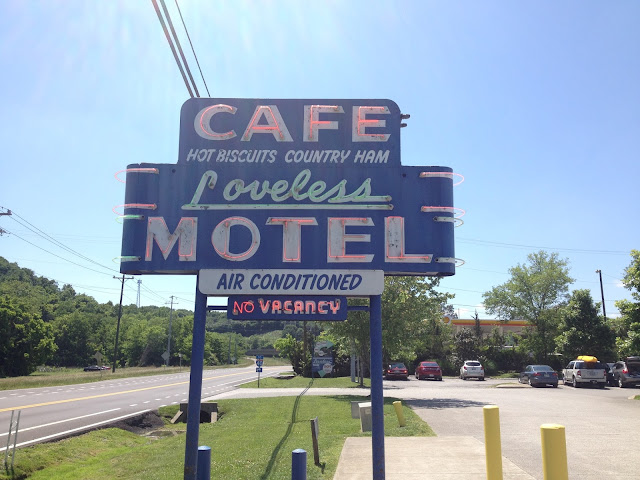 CAFE
HOT BISCUITS COUNTRY HAM
Loveless
MOTEL
AIR CONDITIONED
NO VACANCY